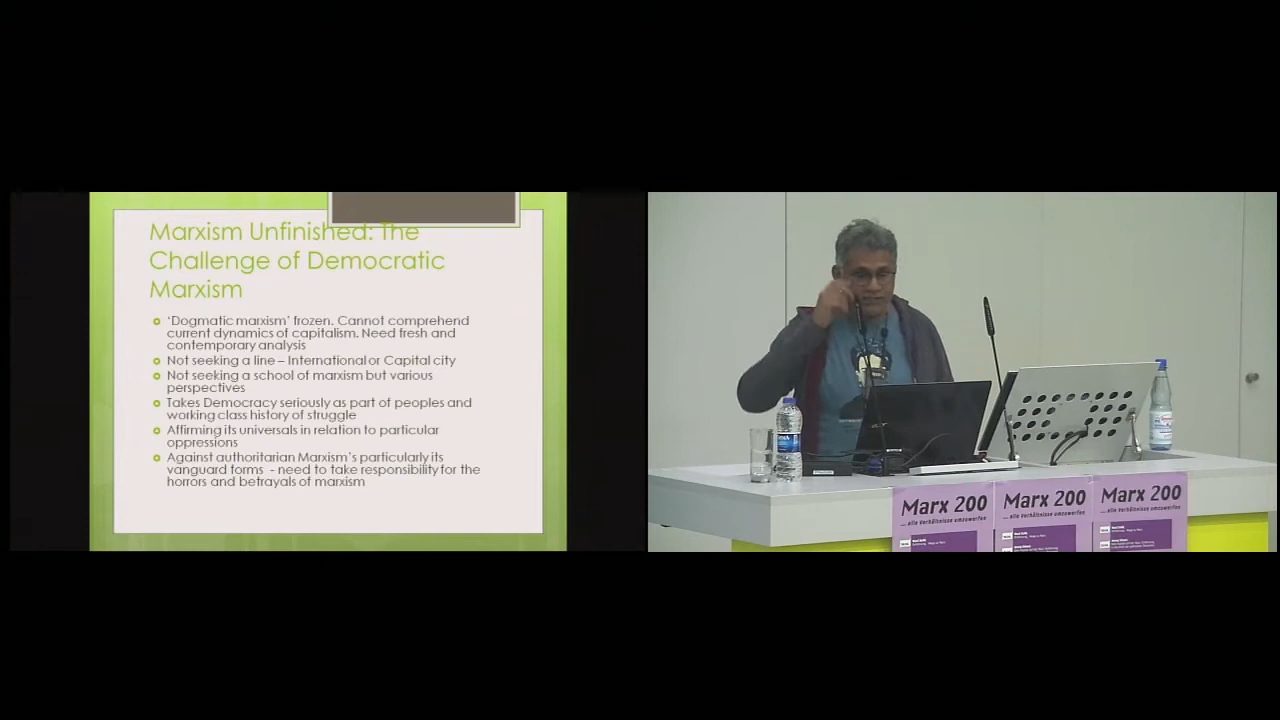 Marxism Unfinished: The
Challenge of Democratic
Marxism
'Dogmatic marxism' frozen. Cannot comprehend
current dynamics of capitalism. Need fresh and
contemporary analysis
Not seeking a line – International or Capital city
Not seeking a school of marxism but various
perspectives
Takes Democracy seriously as part of peoples and
working class history of struggle
Affirming its universals in relation to particular
oppressions
Against authoritarian Marxism's particularly its
vanguard forms - need to take responsibility for the
horrors and betrayals of marxism
Marx 200
... alle Verhältnisse umzuwerfen
Marx 200
... alle Verhältnisse umzuwerfen
Marx 200
... alle Verhältnisse umzuwerfen